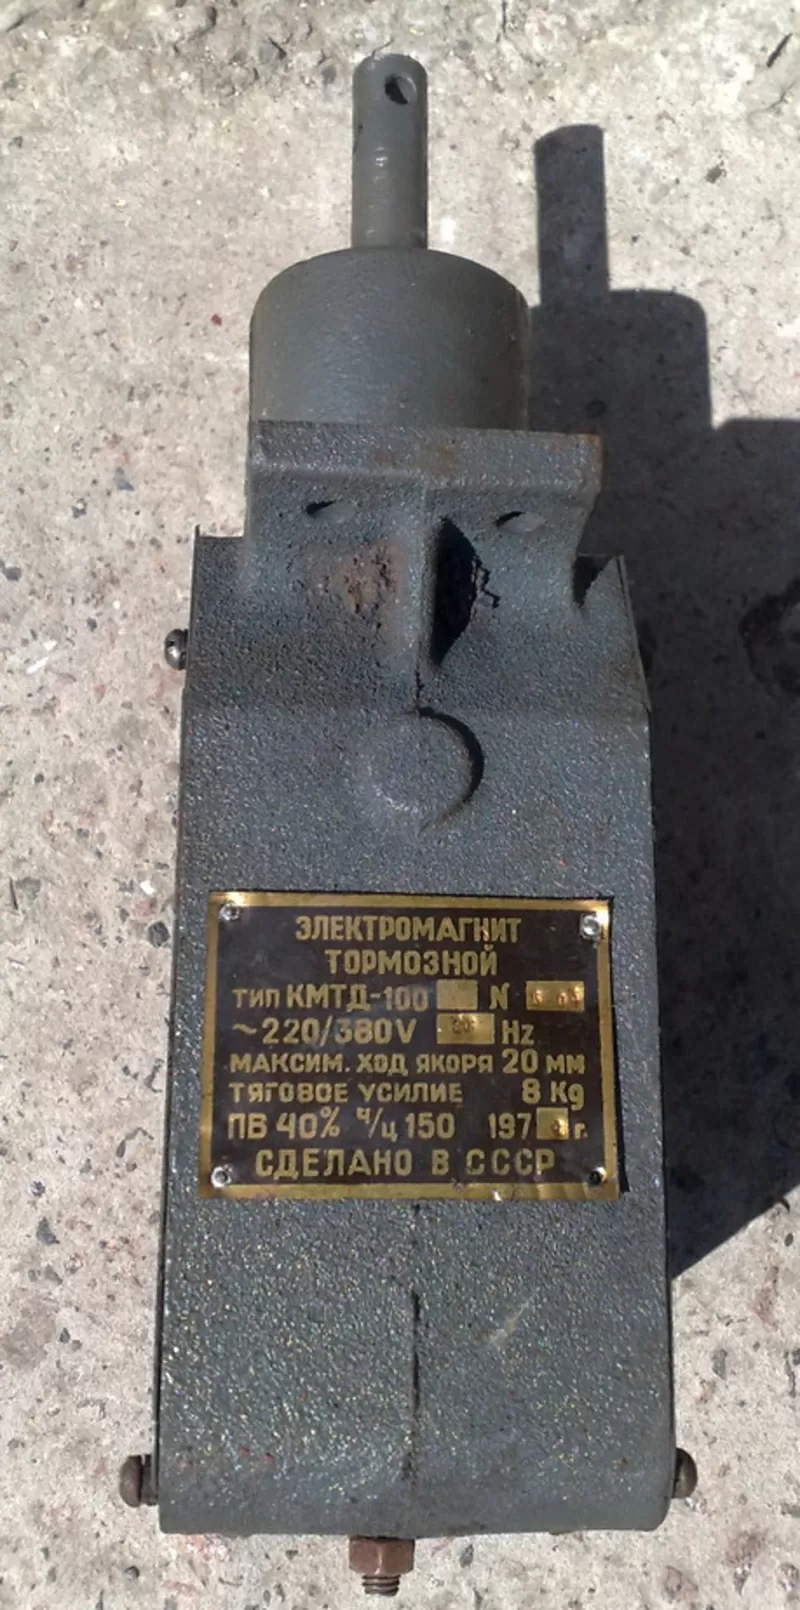 ЭЛЕКТРОМАГНИТ
ТОРМОЗНОЙ
ТИП КМТД-100 N
~220/380V Hz
МАКСИМ. ХОД ЯКОРЯ 20 ММ
ТЯГОВОЕ УСИЛИЕ 8 Kg
ПВ 40% Ч/Ц 150 197 г.
СДЕЛАНО В СССР